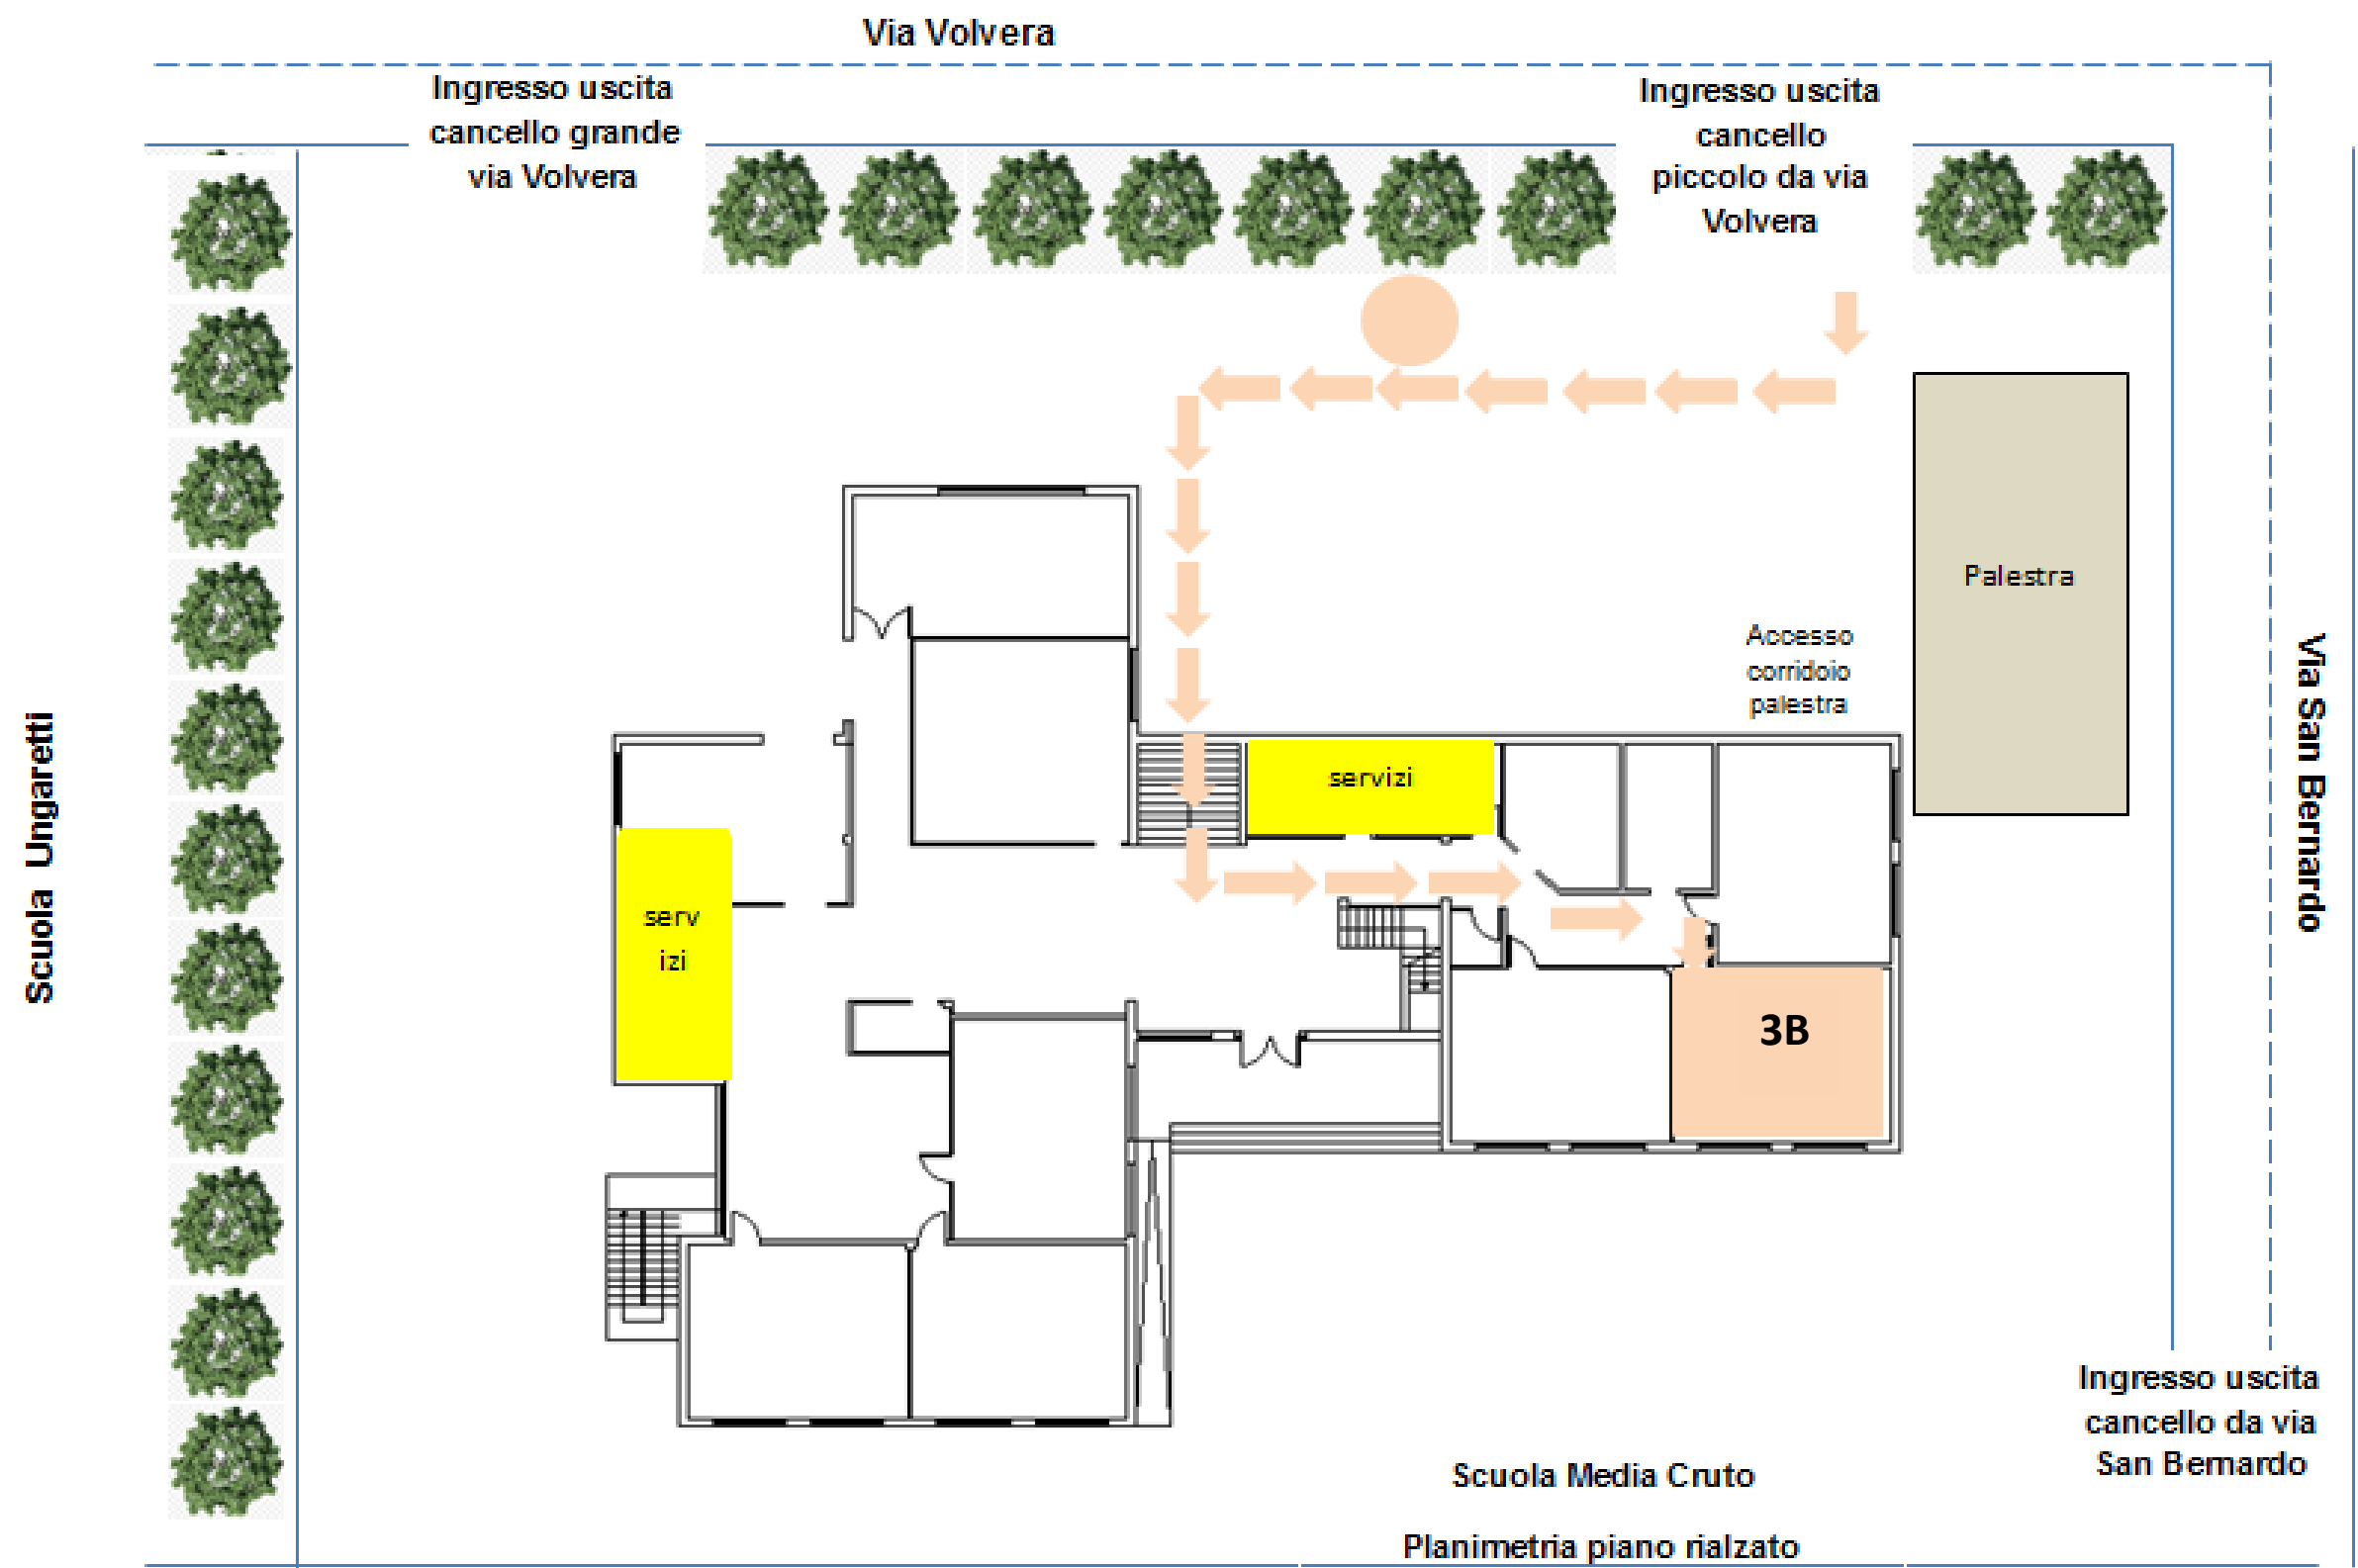 Via Volvera
Ingresso uscita
cancello grande
via Volvera
Ingresso uscita
cancello
piccolo da via
Volvera
Palestra
Accesso
corridoio
palestra
Via San Bernardo
Scuola Ungaretti
servizi
serv
izi
3B
Ingresso uscita
cancello da via
San Bernardo
Scuola Media Cruto
Planimetria piano rialzato